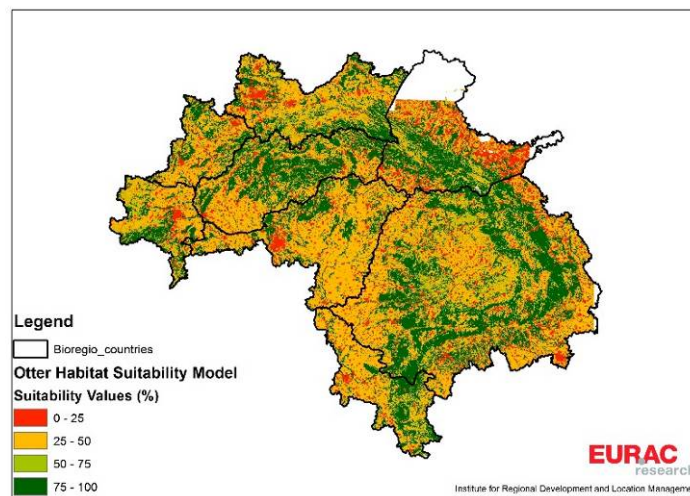 Legend
Bioregio_countries
Otter Habitat Suitability Model
Suitability Values (%)
0 - 25
25 - 50
50 - 75
75 - 100
EURAC
research
Institute for Regional Development and Location Manageme